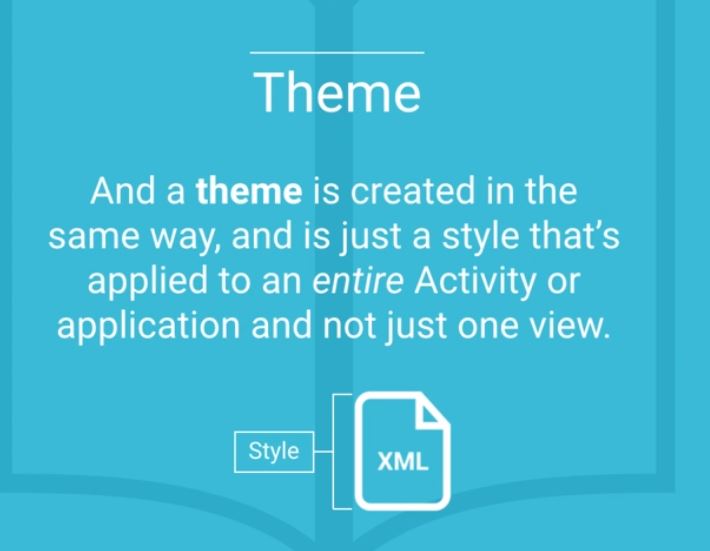 Theme
And a theme is created in the
same way, and is just a style that's
applied to an entire Activity or
application and not just one view.
Style
XML